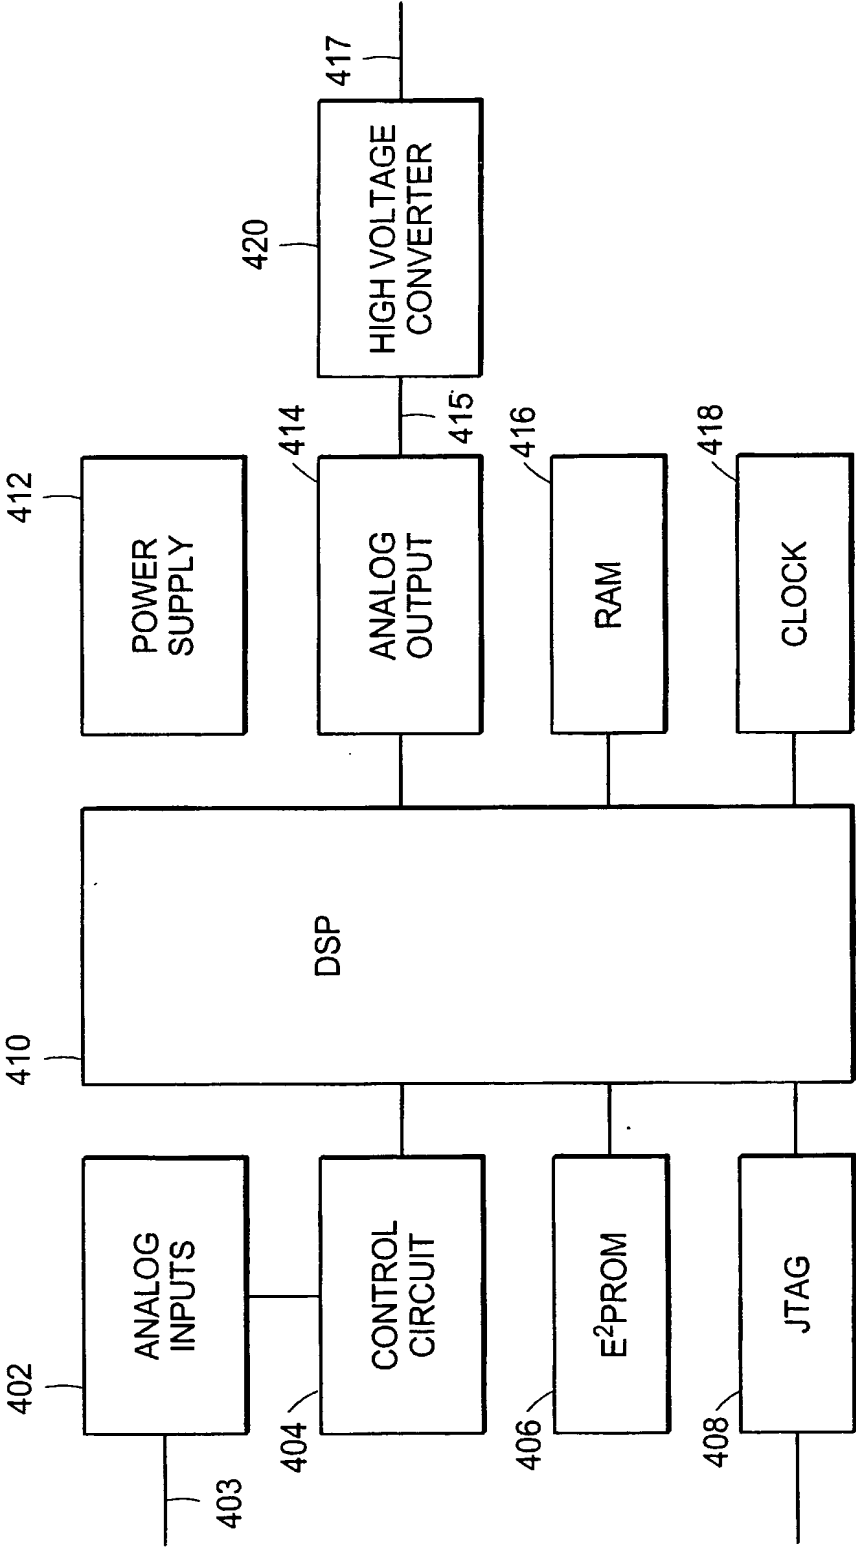 402
ANALOG
INPUTS
403
404
CONTROL
CIRCUIT
406
E²PROM
408
JTAG
410
DSP
412
POWER
SUPPLY
414
ANALOG
OUTPUT
415
416
RAM
418
CLOCK
420
HIGH VOLTAGE
CONVERTER
417